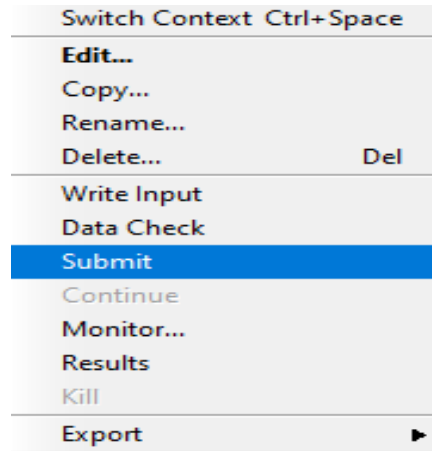 Switch Context Ctrl+Space
Edit...
Copy...
Rename...
Delete... Del
Write Input
Data Check
Submit
Continue
Monitor...
Results
Kill
Export